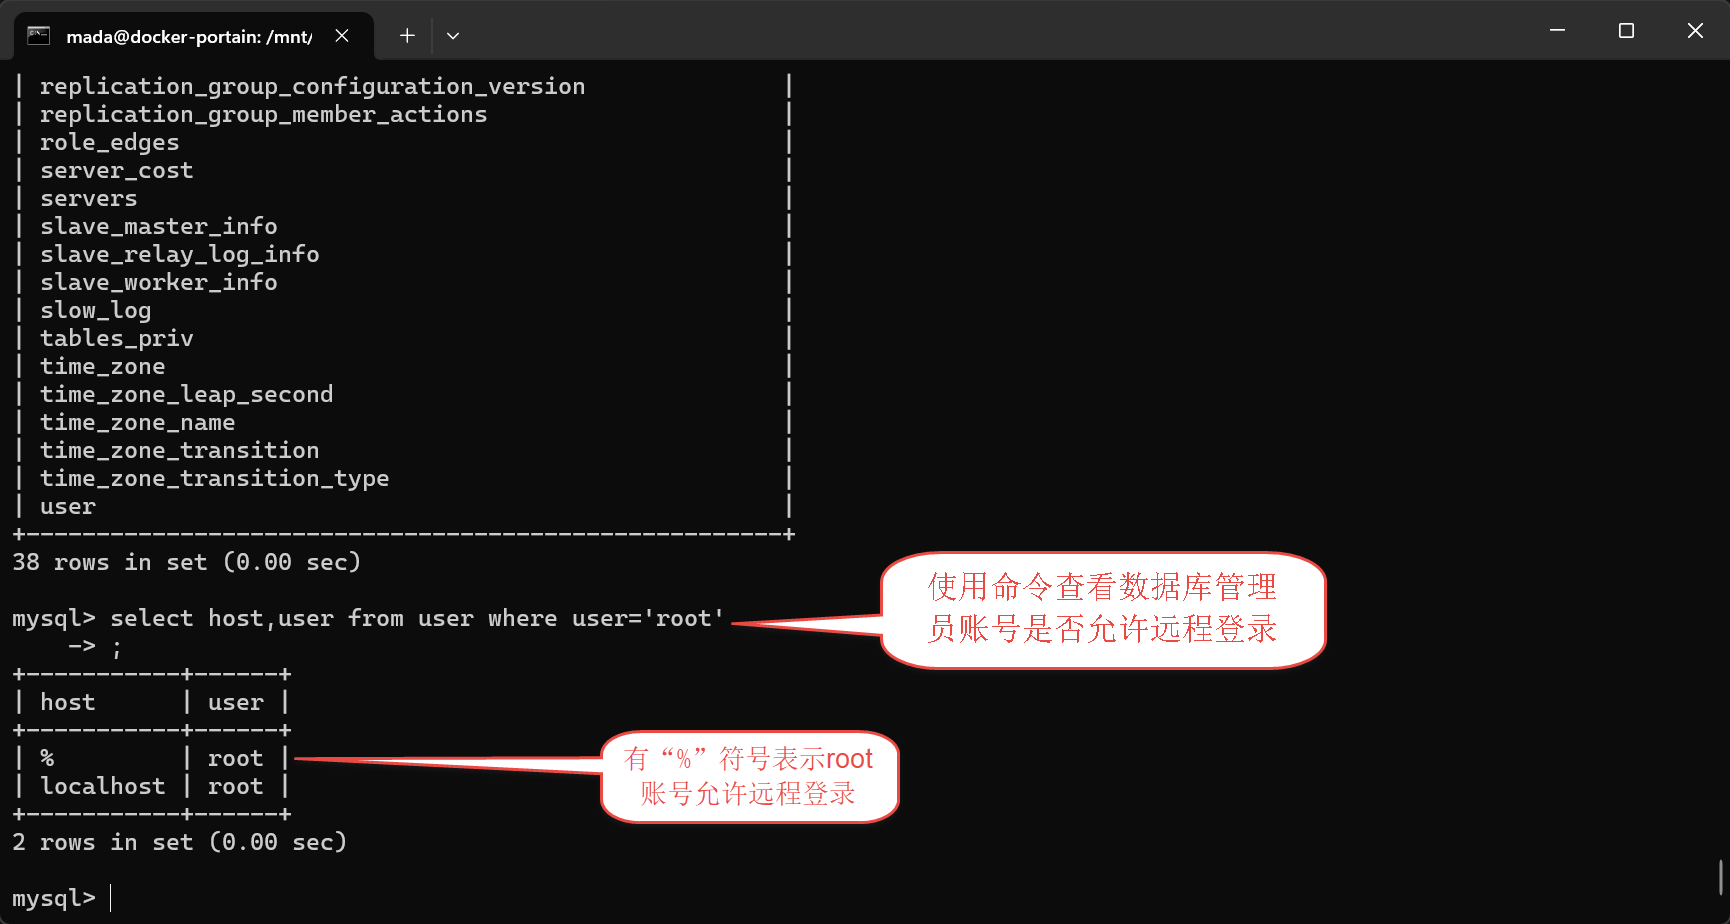 mada@docker-portain: /mnt/
| replication_group_configuration_version |
| replication_group_member_actions |
| role_edges |
| server_cost |
| servers |
| slave_master_info |
| slave_relay_log_info |
| slave_worker_info |
| slow_log |
| tables_priv |
| time_zone |
| time_zone_leap_second |
| time_zone_name |
| time_zone_transition |
| time_zone_transition_type |
| user |
+------------------------------------------------------+
38 rows in set (0.00 sec)
mysql> select host,user from user where user='root'
使用命令查看数据库管理
员账号是否允许远程登录
-> ;
+-----------+------+
| host | user |
+-----------+------+
| % | root |
| localhost | root |
+-----------+------+
有“%”符号表示root
账号允许远程登录
2 rows in set (0.00 sec)
mysql>